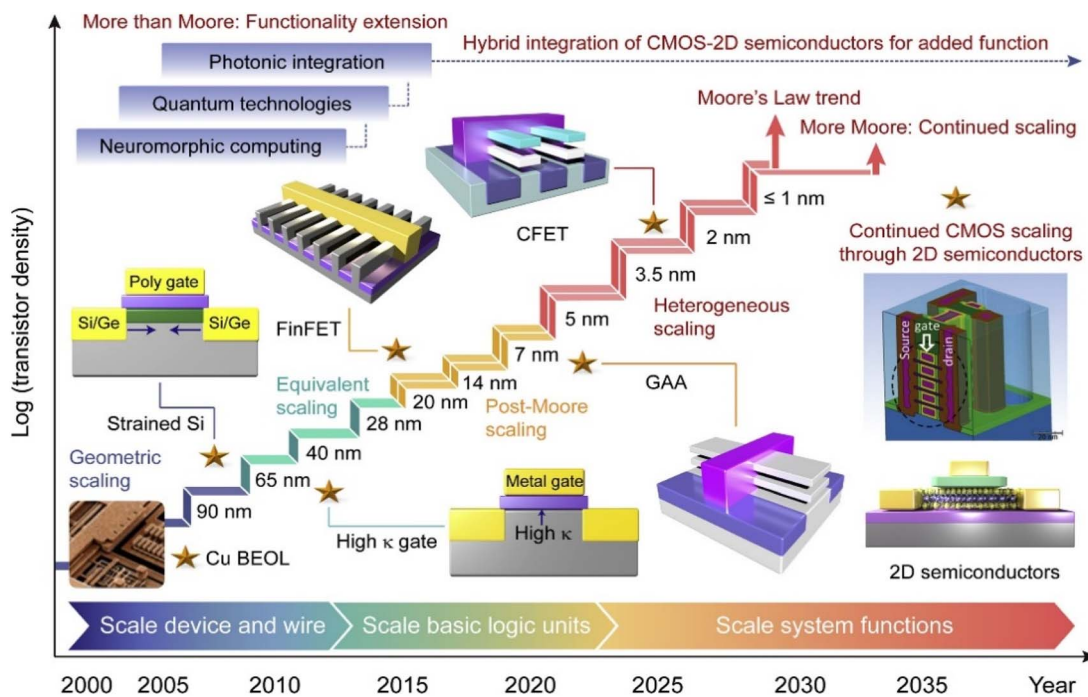 More than Moore: Functionality extension
Photonic integration
Quantum technologies
Neuromorphic computing
Hybrid integration of CMOS-2D semiconductors for added function
Moore's Law trend
More Moore: Continued scaling
≤ 1 nm
2 nm
3.5 nm
5 nm
7 nm
14 nm
20 nm
28 nm
40 nm
65 nm
90 nm
CFET
Continued CMOS scaling
through 2D semiconductors
Heterogeneous
scaling
Post-Moore
scaling
Equivalent
scaling
Geometric
scaling
FinFET
GAA
Poly gate
Si/Ge
Si/Ge
Strained Si
Cu BEOL
High κ gate
Metal gate
High κ
Source
gate
drain
2D semiconductors
Log (transistor density)
Scale device and wire
Scale basic logic units
Scale system functions
2000
2005
2010
2015
2020
2025
2030
2035
Year